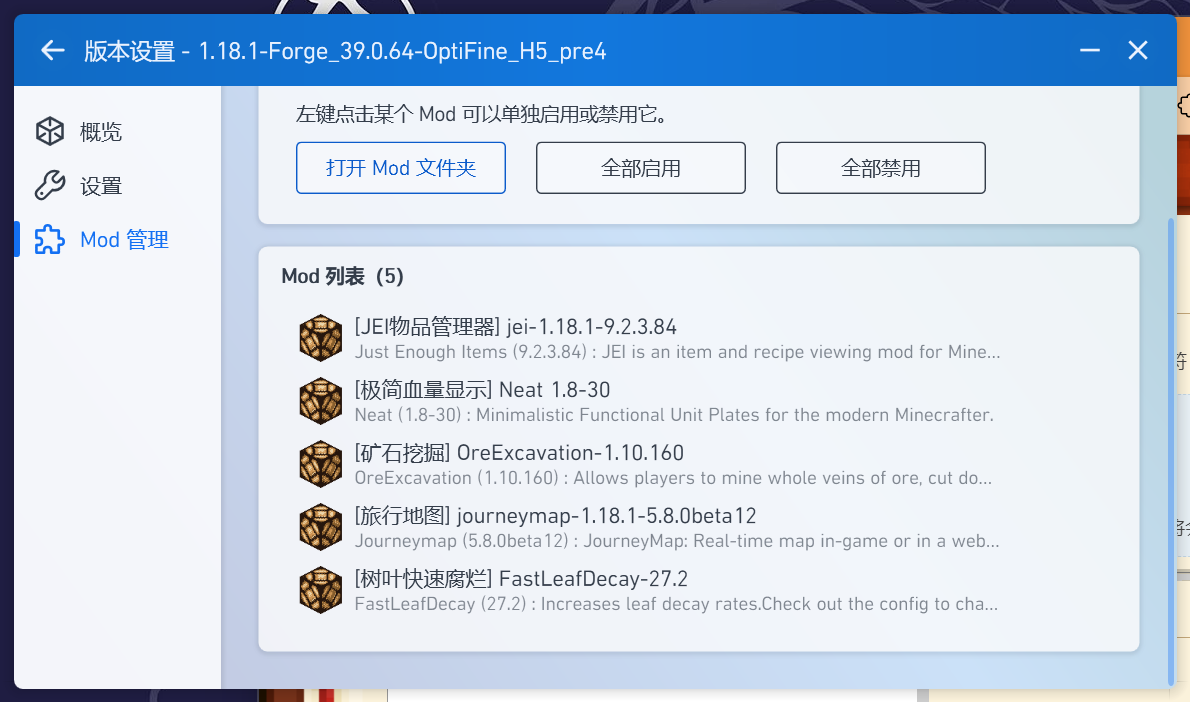 版本设置 - 1.18.1-Forge_39.0.64-OptiFine_H5_pre4
概览
设置
Mod 管理
左键点击某个 Mod 可以单独启用或禁用它。
打开 Mod 文件夹
全部启用
全部禁用
Mod 列表（5）
[JEI物品管理器] jei-1.18.1-9.2.3.84
Just Enough Items (9.2.3.84) : JEI is an item and recipe viewing mod for Mine...
[极简血量显示] Neat 1.8-30
Neat (1.8-30) : Minimalistic Functional Unit Plates for the modern Minecrafter.
[矿石挖掘] OreExcavation-1.10.160
OreExcavation (1.10.160) : Allows players to mine whole veins of ore, cut do...
[旅行地图] journeymap-1.18.1-5.8.0beta12
Journeymap (5.8.0beta12) : JourneyMap: Real-time map in-game or in a web...
[树叶快速腐烂] FastLeafDecay-27.2
FastLeafDecay (27.2) : Increases leaf decay rates.Check out the config to cha...